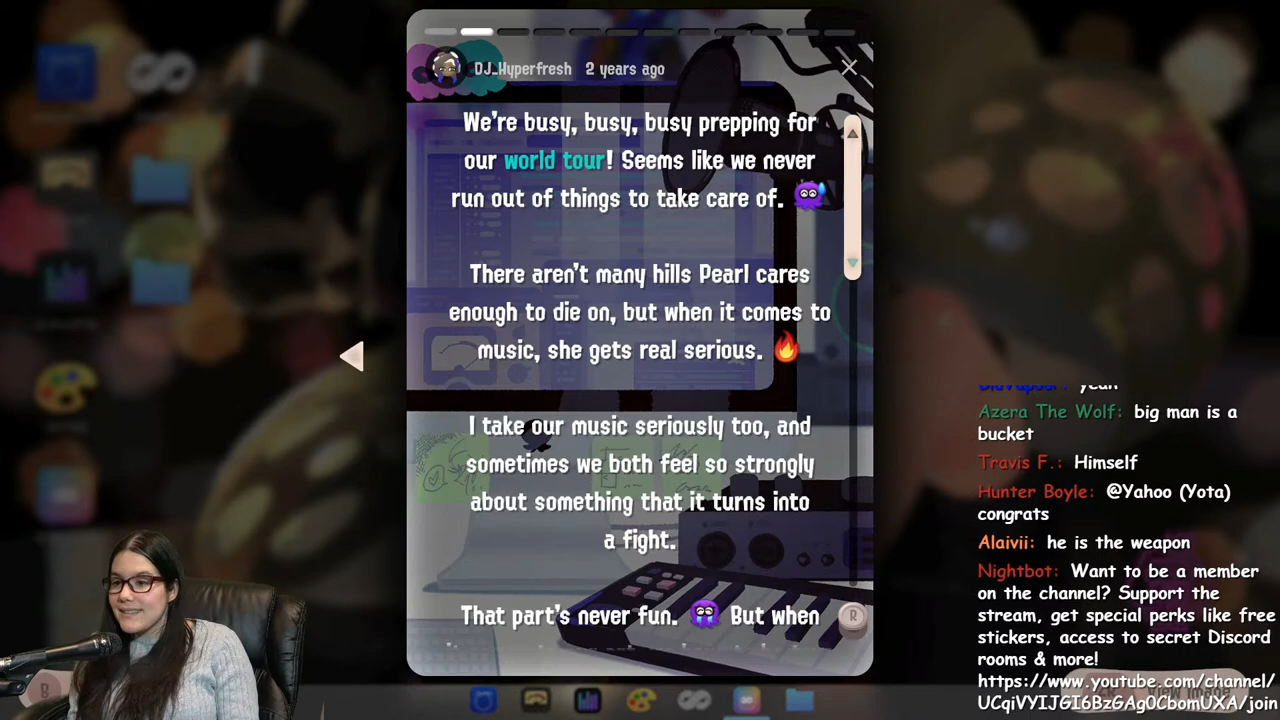 DJ_Hyperfresh 2 years ago
We're busy, busy, busy prepping for
our world tour! Seems like we never
run out of things to take care of.
There aren't many hills Pearl cares
enough to die on, but when it comes to
music, she gets real serious.
I take our music seriously too, and
sometimes we both feel so strongly
about something that it turns into
a fight.
That part's never fun. But when
R
yeah
Azera The Wolf: big man is a
bucket
Travis F.: Himself
Hunter Boyle: @Yahoo (Yota)
congrats
Alaivii: he is the weapon
Nightbot: Want to be a member
on the channel? Support the
stream, get special perks like free
stickers, access to secret Discord
rooms & more!
https://www.youtube.com/channel/
UCqiVYIJGI6BzGAg0CbomUXA/join